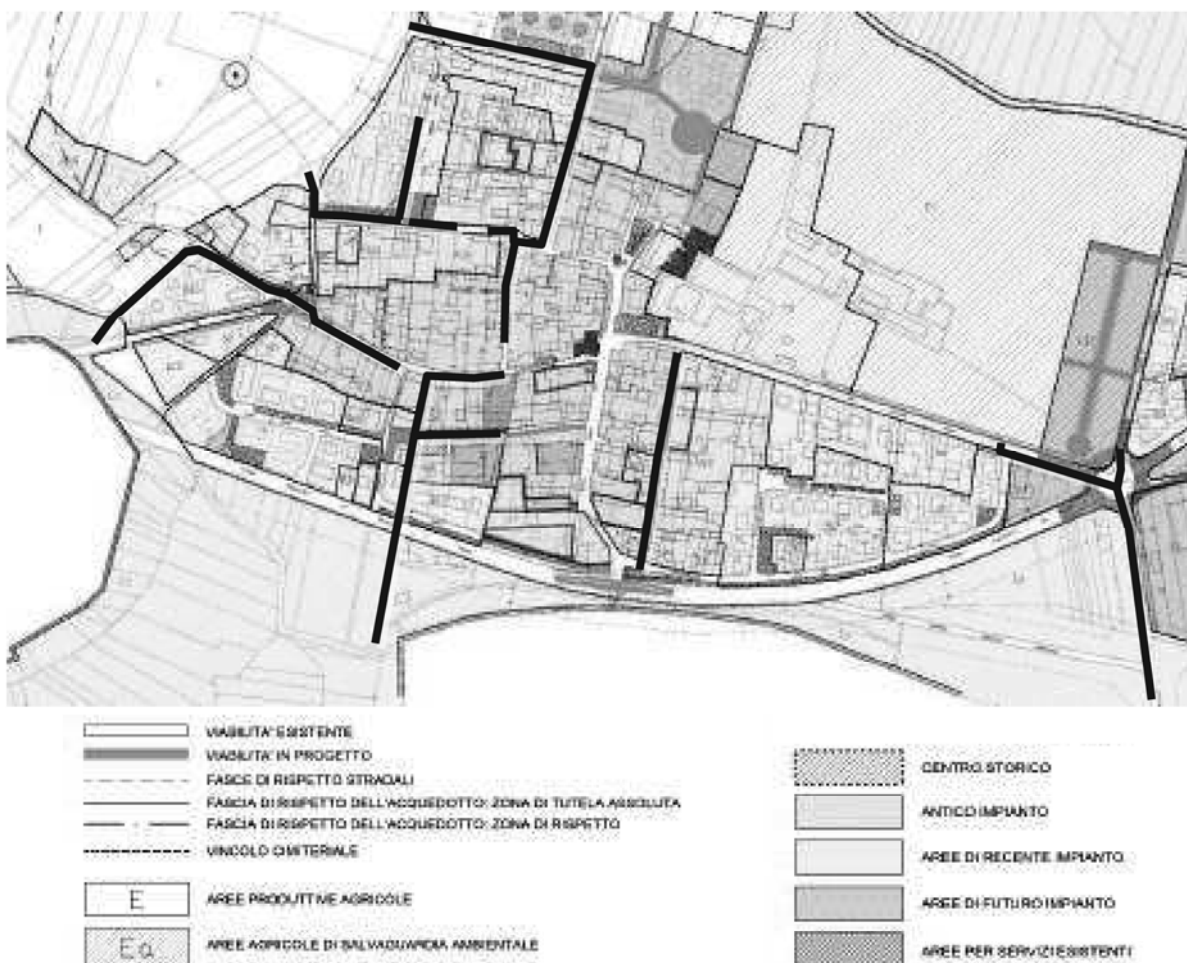 VIABILITA' ESISTENTE
VIABILITA' IN PROGETTO
FASCE DI RISPETTO STRADALI
FASCIA DI RISPETTO DELL'ACQUEDOTTO: ZONA DI TUTELA ASSOLUTA
FASCIA DI RISPETTO DELL'ACQUEDOTTO: ZONA DI RISPETTO
VINCOLO CIMITERIALE
E AREE PRODUTTIVE AGRICOLE
Ea AREE AGRICOLE DI SALVAGUARDIA AMBIENTALE
CENTRO STORICO
ANTICO IMPIANTO
AREE DI RECENTE IMPIANTO
AREE DI FUTURO IMPIANTO
AREE PER SERVIZI ESISTENTI